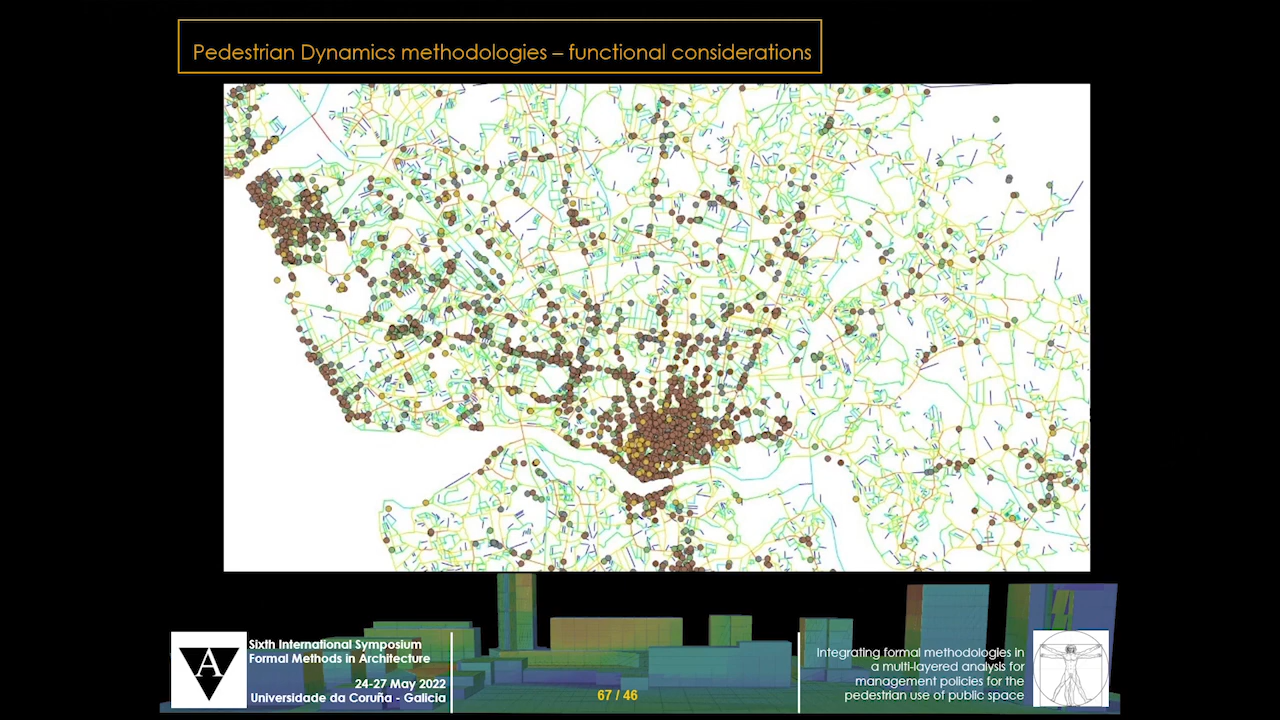 Pedestrian Dynamics methodologies – functional considerations
Sixth International Symposium
Formal Methods in Architecture
24-27 May 2022
Universidade da Coruña - Galicia
A
67 / 46
Integrating formal methodologies in
a multi-layered analysis for
management policies for the
pedestrian use of public space